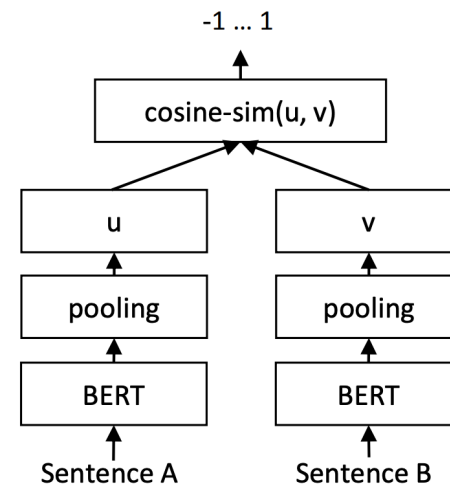 -1 … 1
cosine-sim(u, v)
u
v
pooling
pooling
BERT
BERT
Sentence A
Sentence B